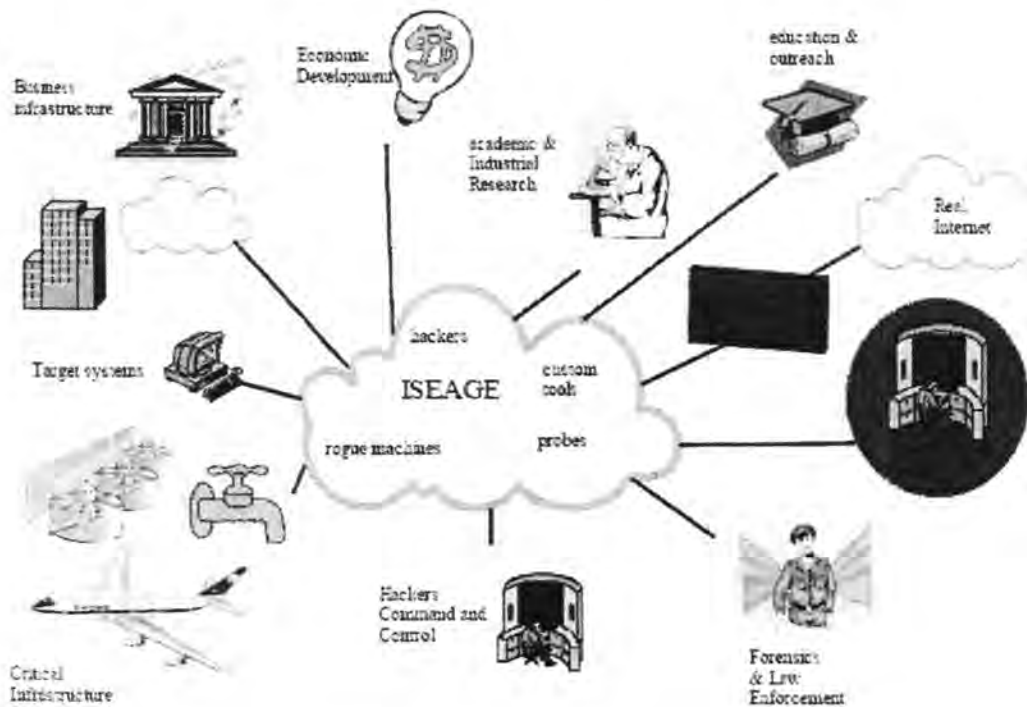 Business
infrastructure
Economic
Development
education &
outreach
academic &
Industrial
Research
Real
Internet
hackers
ISEAGE
custom
tools
Target systems
rogue machines
probes
Hackers
Command and
Control
Critical
Infrastructure
Forensics
& Law
Enforcement